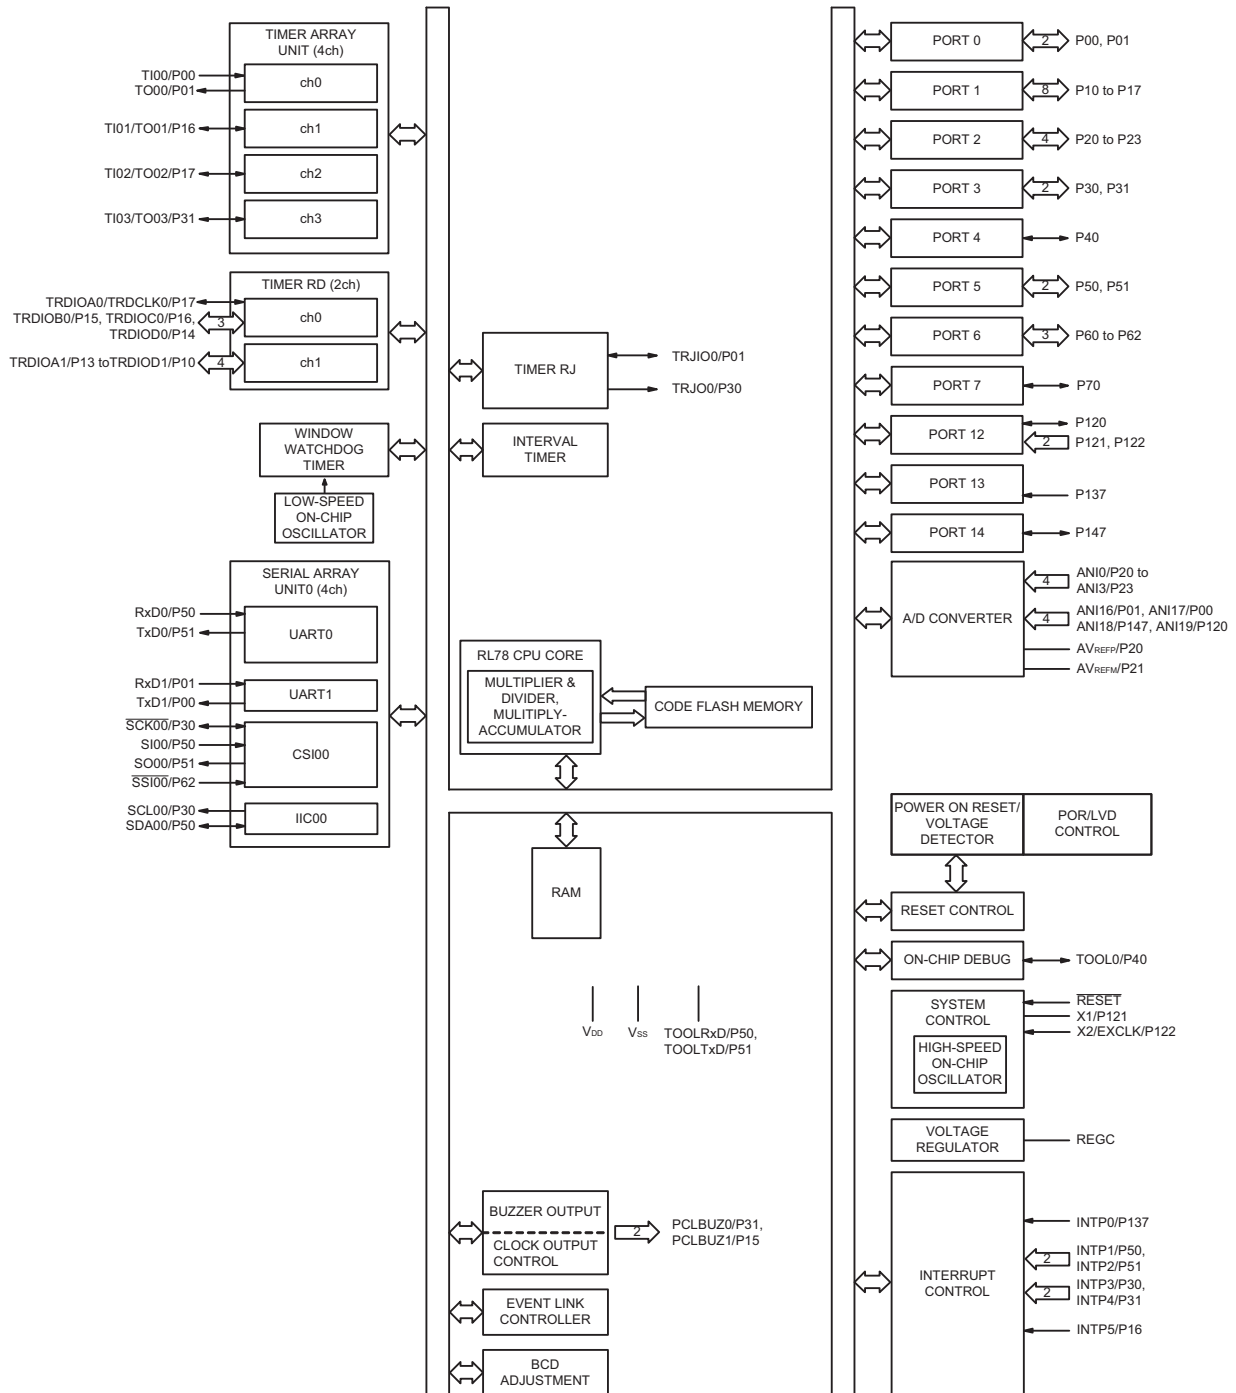 TIMER ARRAY
UNIT (4ch)
TI00/P00
TO00/P01
ch0
TI01/TO01/P16
ch1
TI02/TO02/P17
ch2
TI03/TO03/P31
ch3
TIMER RD (2ch)
TRDIOA0/TRDCLK0/P17
TRDIOB0/P15, TRDIOC0/P16,
TRDIOD0/P14
3
ch0
TRDIOA1/P13 toTRDIOD1/P10
4
ch1
WINDOW
WATCHDOG
TIMER
LOW-SPEED
ON-CHIP
OSCILLATOR
SERIAL ARRAY
UNIT0 (4ch)
RxD0/P50
TxD0/P51
UART0
RxD1/P01
TxD1/P00
UART1
SCK00/P30
SI00/P50
SO00/P51
SSI00/P62
CSI00
SCL00/P30
SDA00/P50
IIC00
TIMER RJ
TRJIO0/P01
TRJO0/P30
INTERVAL
TIMER
RL78 CPU CORE
MULTIPLIER &
DIVIDER,
MULITIPLY-
ACCUMULATOR
CODE FLASH MEMORY
RAM
VDD
VSS
TOOLRxD/P50,
TOOLTxD/P51
BUZZER OUTPUT
CLOCK OUTPUT
CONTROL
2
PCLBUZ0/P31,
PCLBUZ1/P15
EVENT LINK
CONTROLLER
BCD
ADJUSTMENT
PORT 0
2
P00, P01
PORT 1
8
P10 to P17
PORT 2
4
P20 to P23
PORT 3
2
P30, P31
PORT 4
P40
PORT 5
2
P50, P51
PORT 6
3
P60 to P62
PORT 7
P70
PORT 12
P120
2
P121, P122
PORT 13
P137
PORT 14
P147
A/D CONVERTER
4
ANI0/P20 to
ANI3/P23
4
ANI16/P01, ANI17/P00
ANI18/P147, ANI19/P120
AVREFP/P20
AVREFM/P21
POWER ON RESET/
VOLTAGE
DETECTOR
POR/LVD
CONTROL
RESET CONTROL
ON-CHIP DEBUG
TOOL0/P40
SYSTEM
CONTROL
HIGH-SPEED
ON-CHIP
OSCILLATOR
RESET
X1/P121
X2/EXCLK/P122
VOLTAGE
REGULATOR
REGC
INTERRUPT
CONTROL
INTP0/P137
2
INTP1/P50,
INTP2/P51
2
INTP3/P30,
INTP4/P31
INTP5/P16